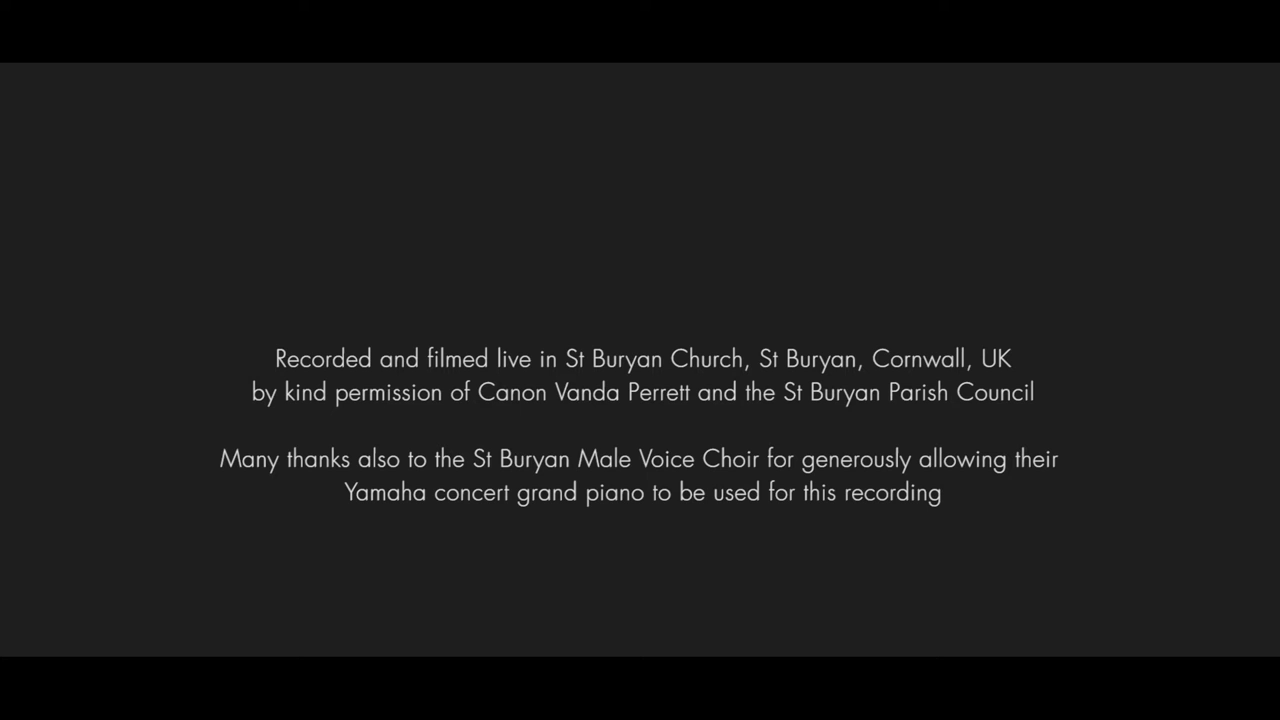 Recorded and filmed live in St Buryan Church, St Buryan, Cornwall, UK
by kind permission of Canon Vanda Perrett and the St Buryan Parish Council
Many thanks also to the St Buryan Male Voice Choir for generously allowing their
Yamaha concert grand piano to be used for this recording